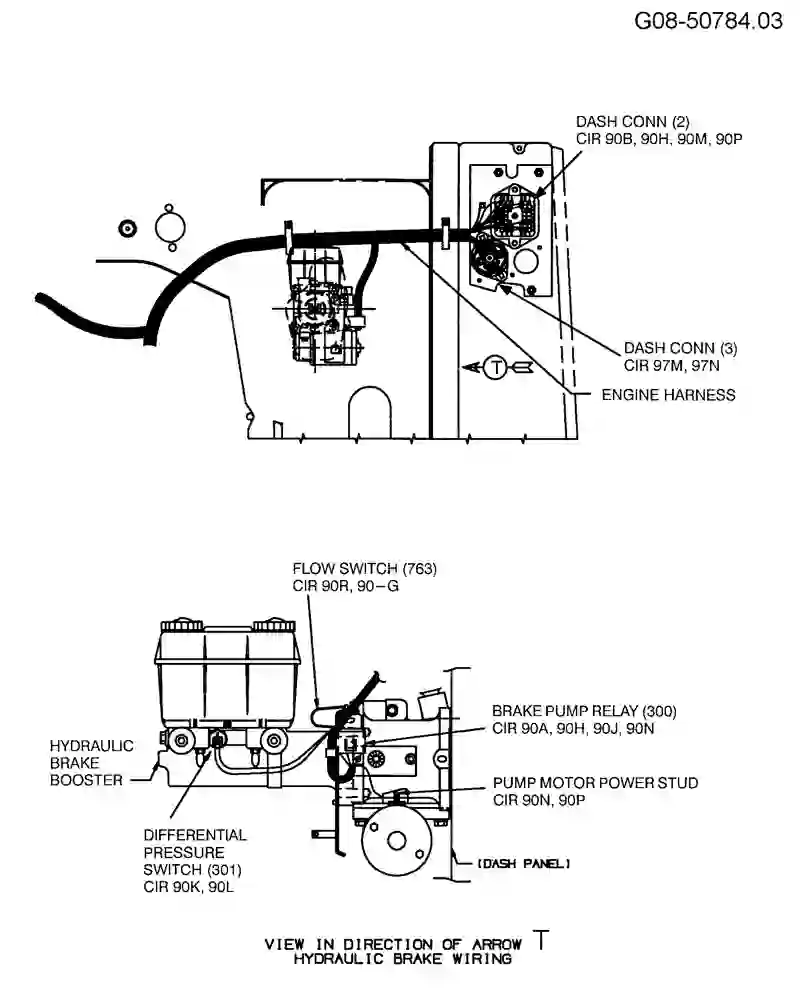 G08-50784.03
DASH CONN (2)
CIR 90B, 90H, 90M, 90P
DASH CONN (3)
CIR 97M, 97N
T
ENGINE HARNESS
FLOW SWITCH (763)
CIR 90R, 90-G
BRAKE PUMP RELAY (300)
CIR 90A, 90H, 90J, 90N
HYDRAULIC
BRAKE
BOOSTER
PUMP MOTOR POWER STUD
CIR 90N, 90P
DIFFERENTIAL
PRESSURE
SWITCH (301)
CIR 90K, 90L
(DASH PANEL)
VIEW IN DIRECTION OF ARROW T
HYDRAULIC BRAKE WIRING